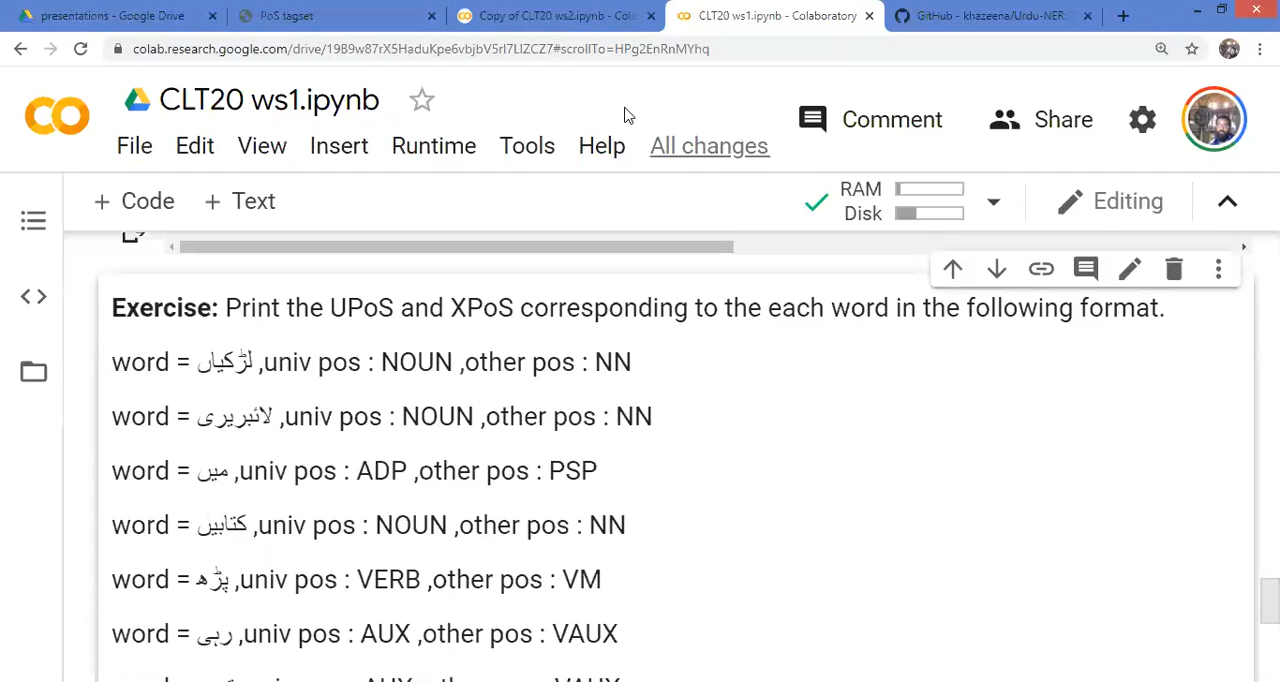 presentations - Google Drive
PoS tagset
Copy of CLT20 ws2.ipynb - Cola
CLT20 ws1.ipynb - Colaboratory
GitHub - khazeena/Urdu-NER:
colab.research.google.com/drive/19B9w87rX5HaduKpe6vbjbV5rI7LIZCZ7#scrollTo=HPg2EnRnMYhq
CLT20 ws1.ipynb
Comment
Share
File Edit View Insert Runtime Tools Help All changes
+ Code + Text
RAM
Disk
Editing
Exercise: Print the UPoS and XPoS corresponding to the each word in the following format.
word = لڑکیاں ,univ pos : NOUN ,other pos : NN
word = لائبریری ,univ pos : NOUN ,other pos : NN
word = میں ,univ pos : ADP ,other pos : PSP
word = کتابیں ,univ pos : NOUN ,other pos : NN
word = پڑھ ,univ pos : VERB ,other pos : VM
word = رہی ,univ pos : AUX ,other pos : VAUX